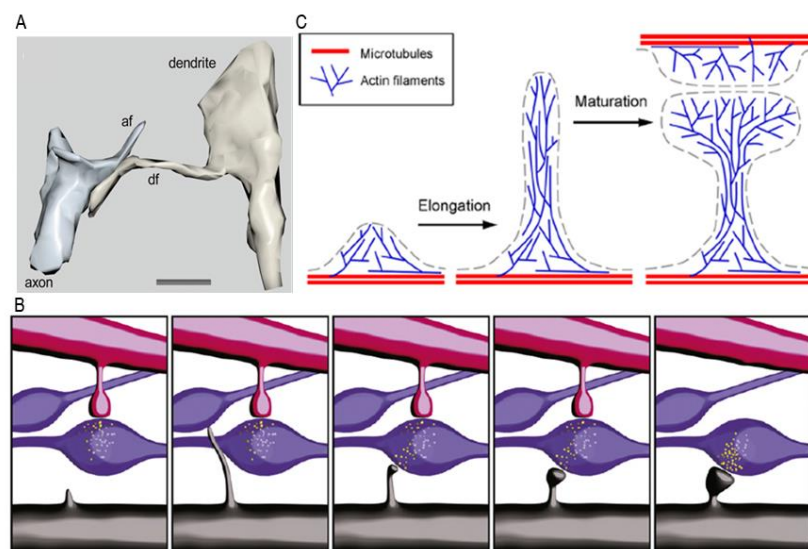 A
dendrite
af
df
axon
C
Microtubules
Actin filaments
Elongation
Maturation
B